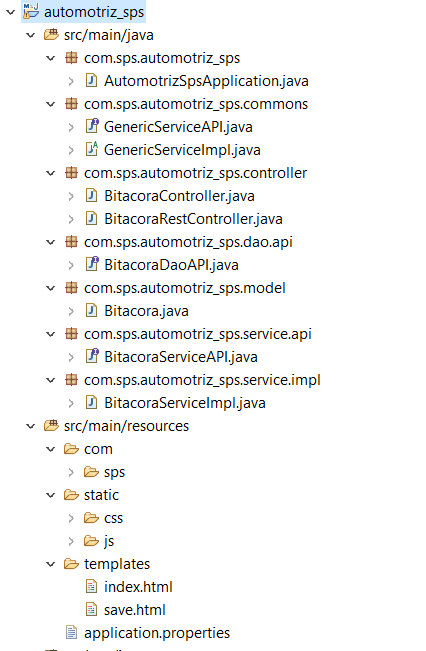 automotriz_sps
src/main/java
com.sps.automotriz_sps
AutomotrizSpsApplication.java
com.sps.automotriz_sps.commons
GenericServiceAPI.java
GenericServiceImpl.java
com.sps.automotriz_sps.controller
BitacoraController.java
BitacoraRestController.java
com.sps.automotriz_sps.dao.api
BitacoraDaoAPI.java
com.sps.automotriz_sps.model
Bitacora.java
com.sps.automotriz_sps.service.api
BitacoraServiceAPI.java
com.sps.automotriz_sps.service.impl
BitacoraServiceImpl.java
src/main/resources
com
sps
static
css
js
templates
index.html
save.html
application.properties